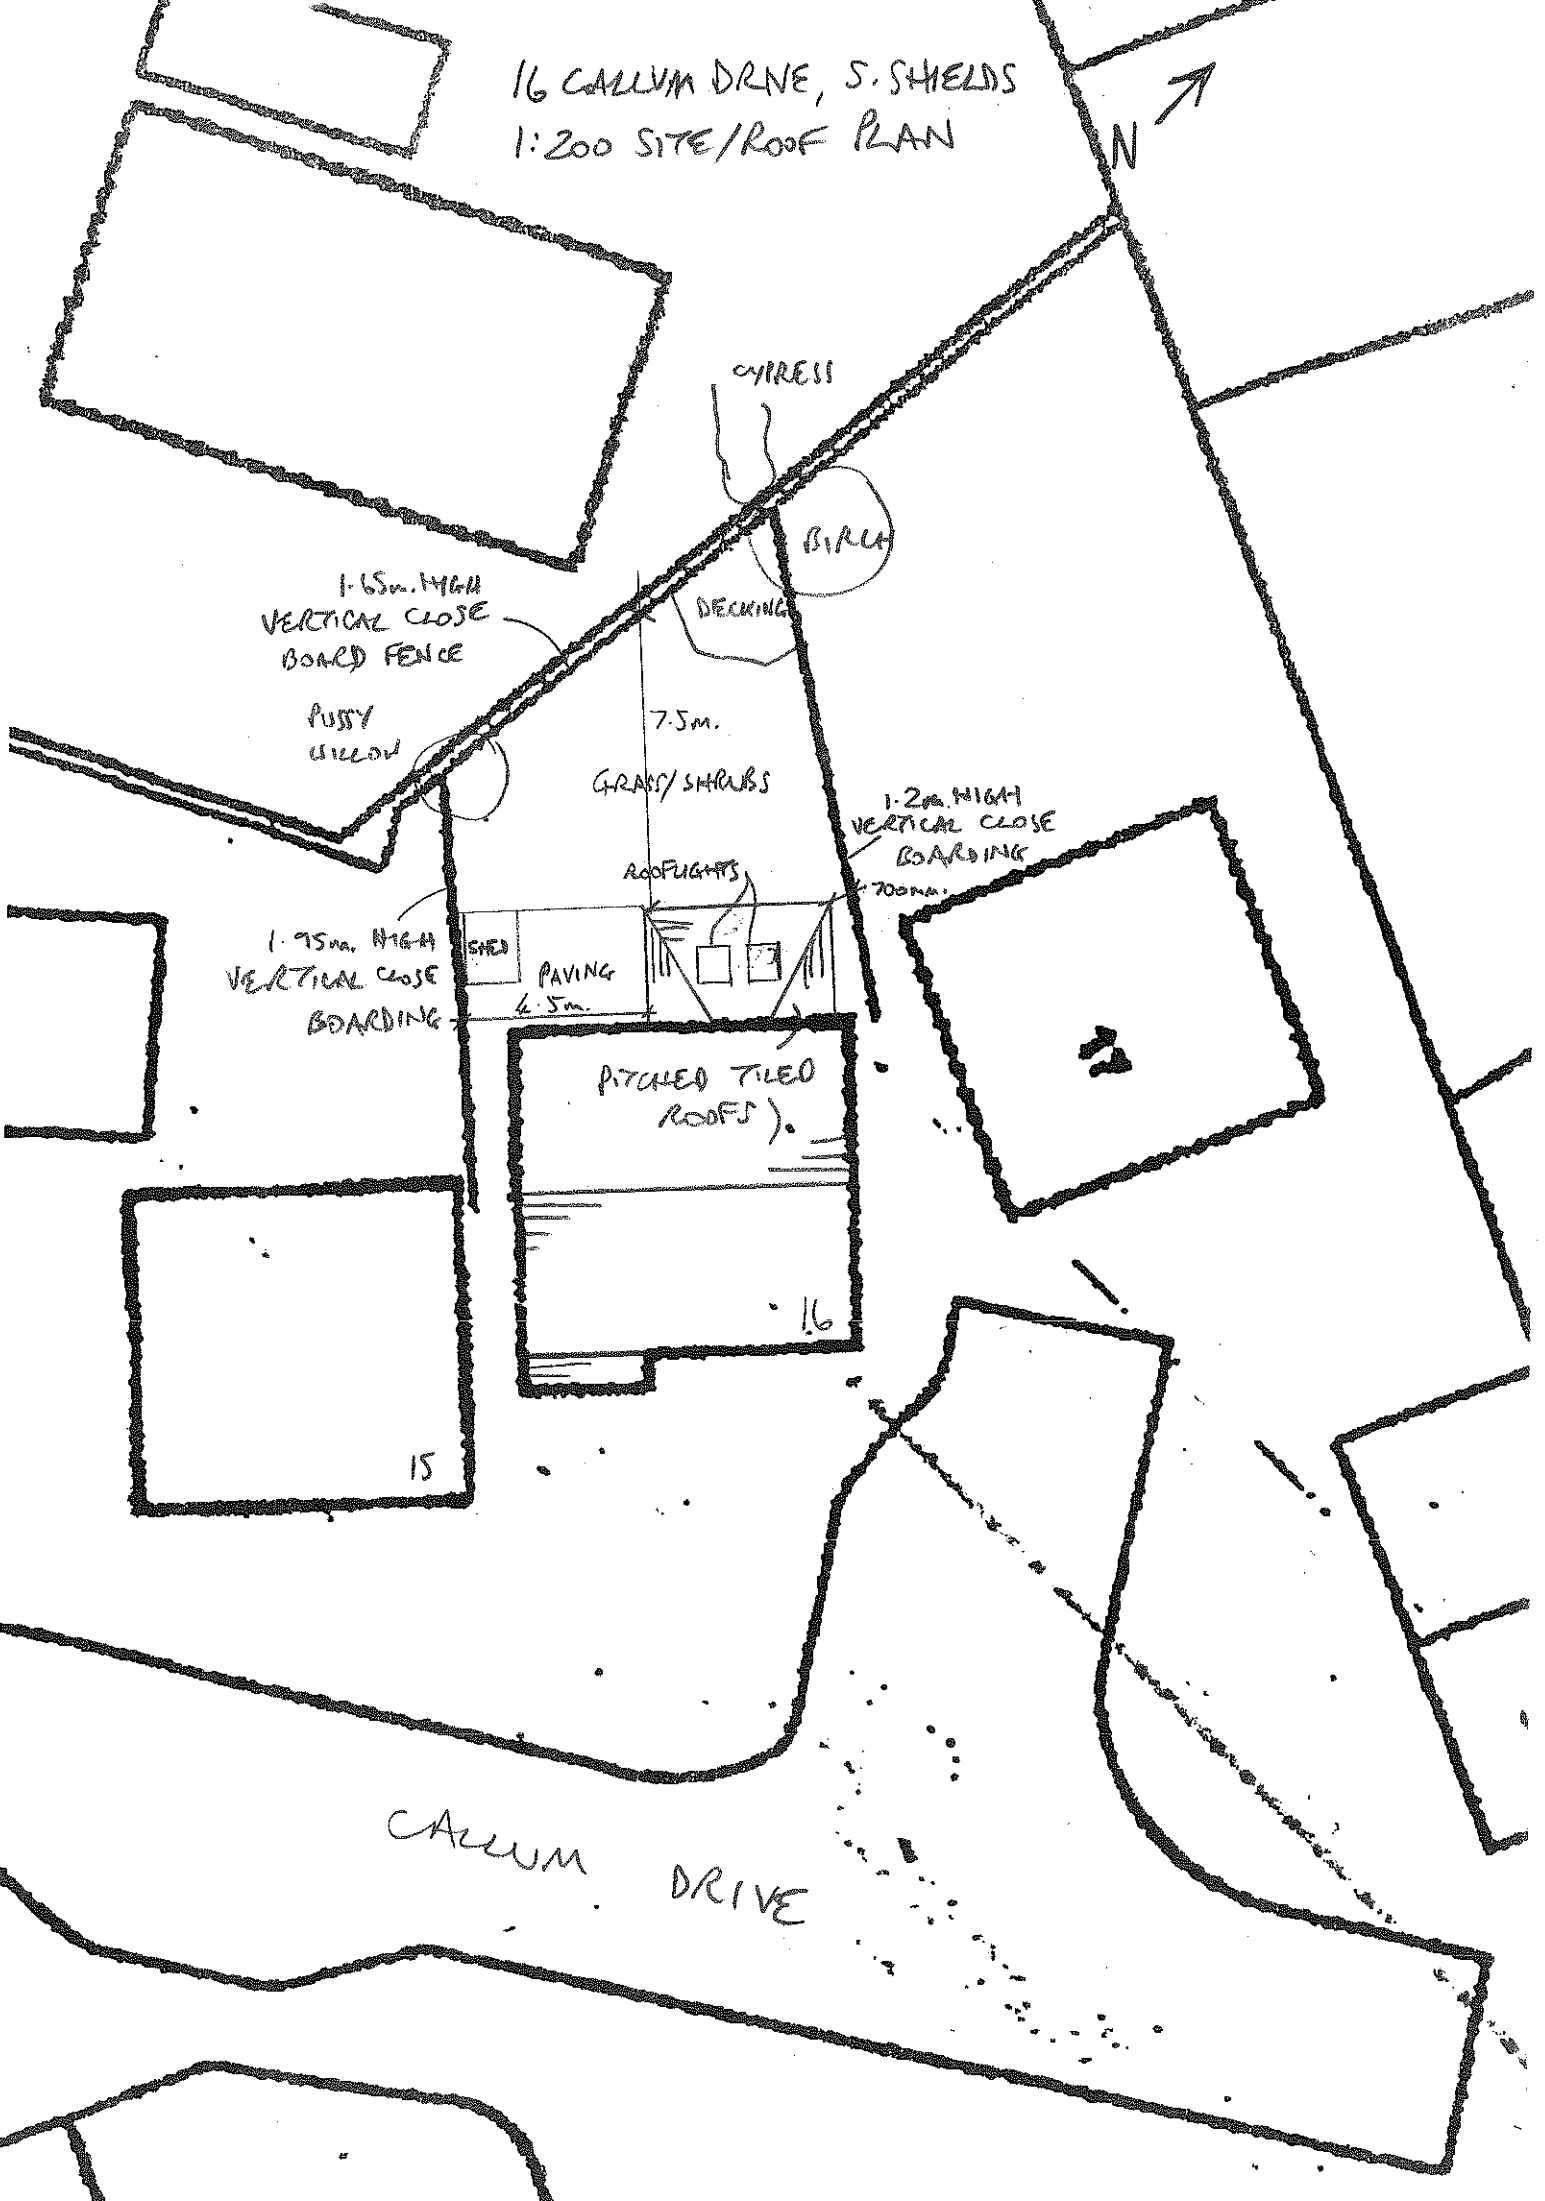 16 CALLUM DRIVE, S. SHIELDS
1:200 SITE/ROOF PLAN
N
CYPRESS
BIRCH
1.65m. HIGH
VERTICAL CLOSE
BOARD FENCE
DECKING
PUSSY
WILLOW
7.5m.
GRASS/SHRUBS
1.2m. HIGH
VERTICAL CLOSE
BOARDING
ROOFLIGHTS
700mm.
1.95m. HIGH
VERTICAL CLOSE
BOARDING
SHED
PAVING
4.5m.
PITCHED TILED
ROOFS
16
15
CALLUM DRIVE